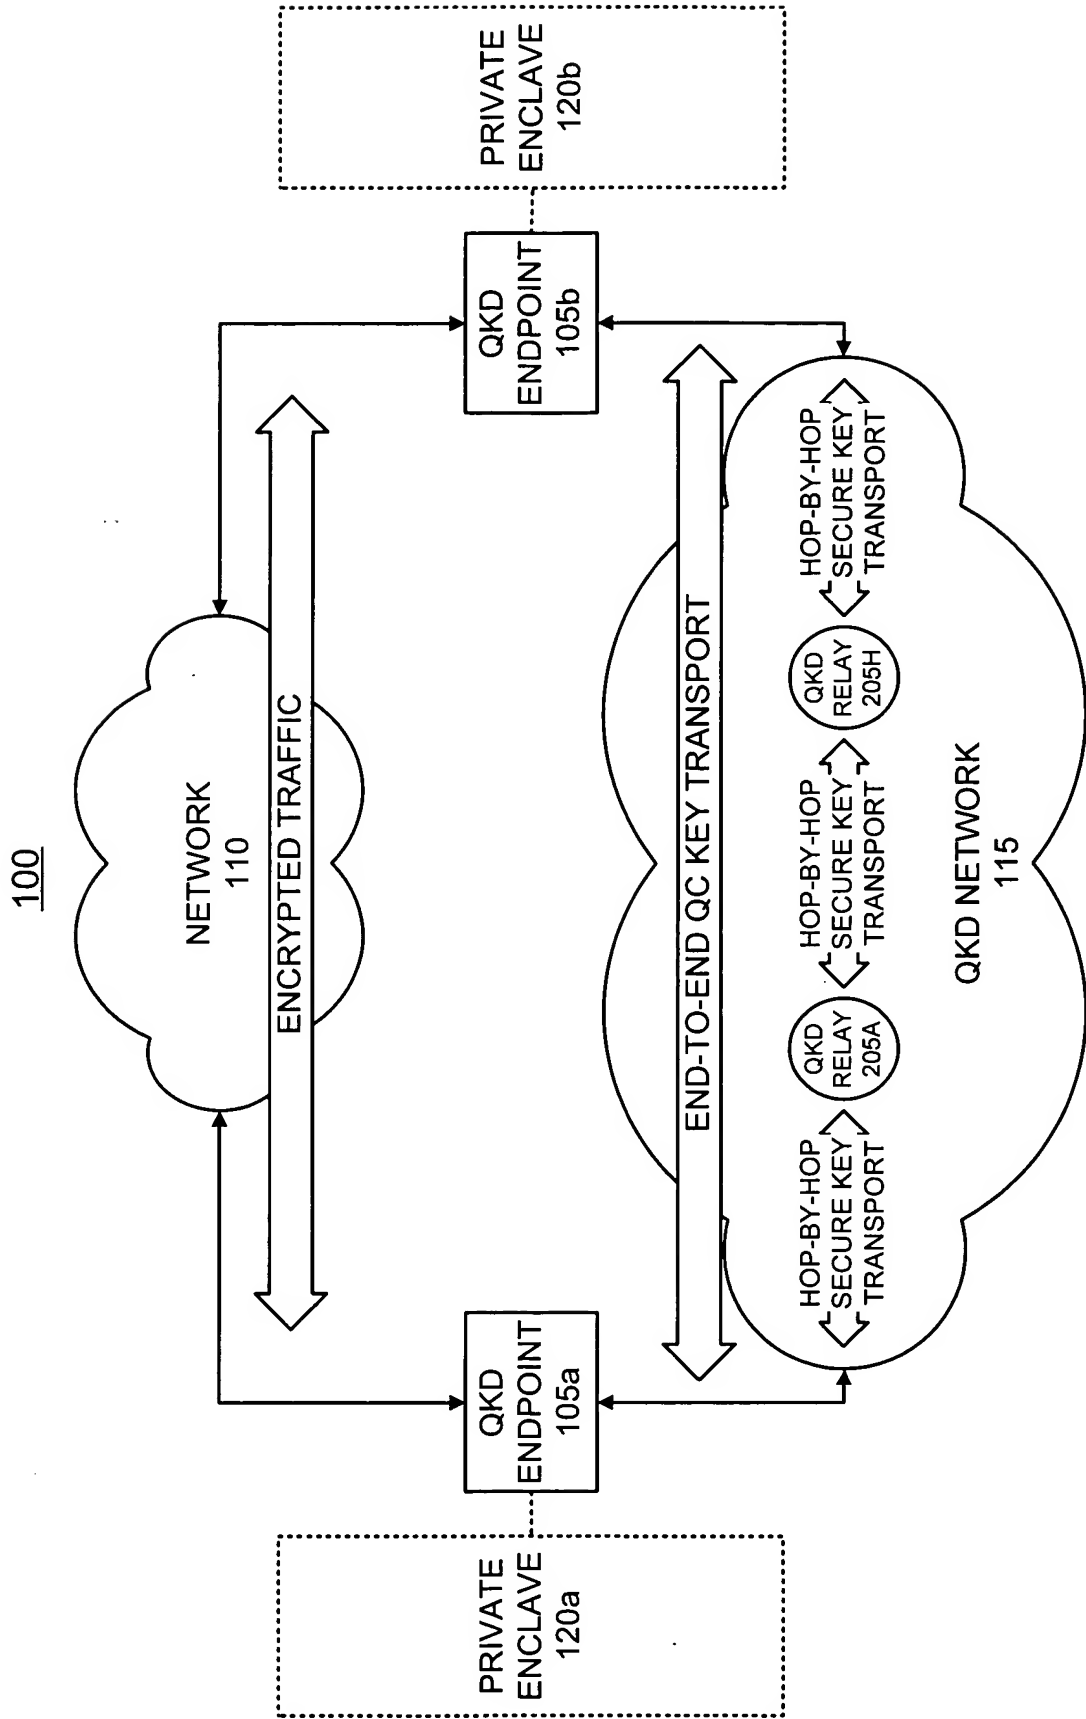 100
NETWORK
110
ENCRYPTED TRAFFIC
PRIVATE
ENCLAVE
120a
QKD
ENDPOINT
105a
QKD
ENDPOINT
105b
PRIVATE
ENCLAVE
120b
END-TO-END QC KEY TRANSPORT
HOP-BY-HOP
SECURE KEY
TRANSPORT
QKD
RELAY
205A
HOP-BY-HOP
SECURE KEY
TRANSPORT
QKD
RELAY
205H
HOP-BY-HOP
SECURE KEY
TRANSPORT
QKD NETWORK
115